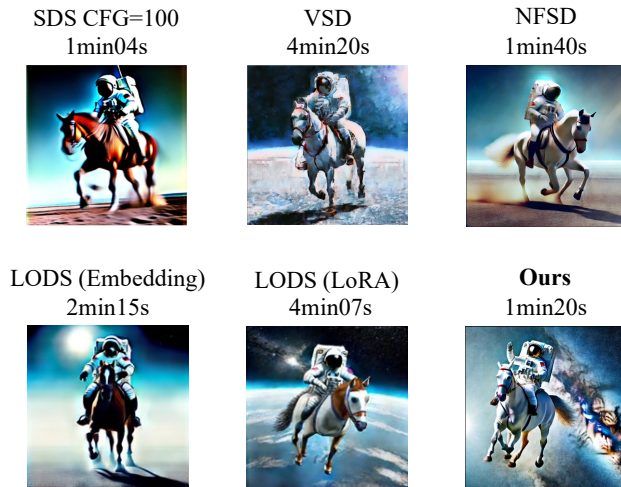 SDS CFG=100
1min04s
VSD
4min20s
NFSD
1min40s
LODS (Embedding)
2min15s
LODS (LoRA)
4min07s
Ours
1min20s